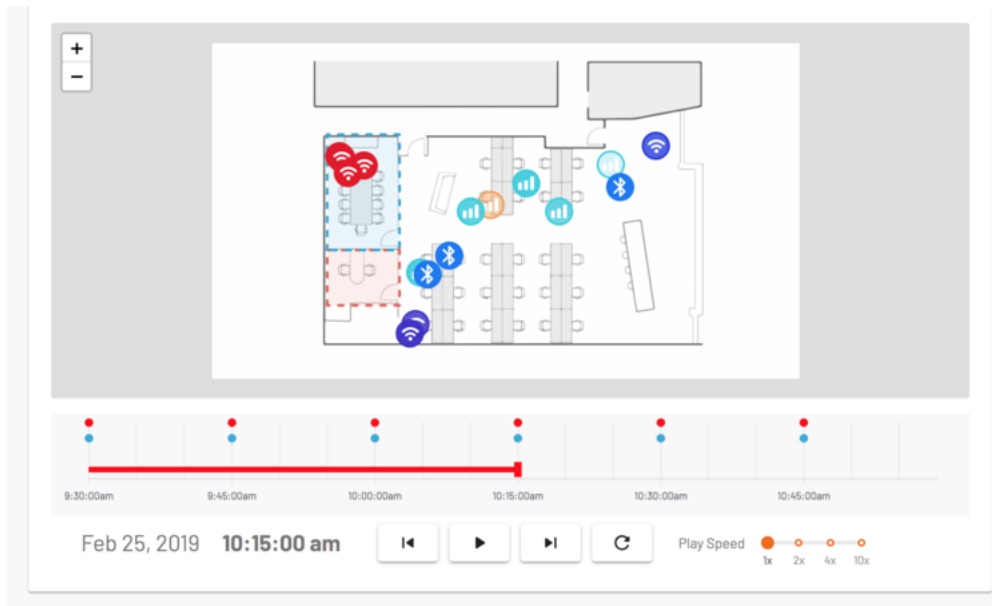 +
−
9:30:00am 9:45:00am 10:00:00am 10:15:00am 10:30:00am 10:45:00am
Feb 25, 2019 10:15:00 am Play Speed
1x 2x 4x 10x